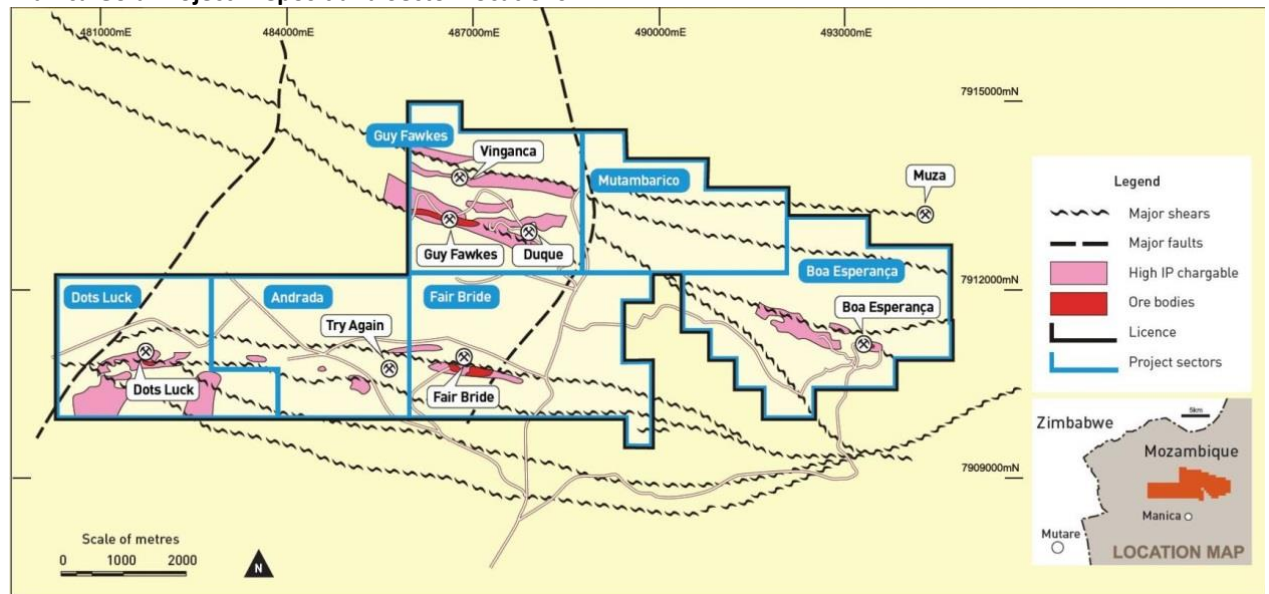 481000mE
484000mE
487000mE
490000mE
493000mE
7915000mN
Guy Fawkes
Vinganca
Mutambarico
Muza
Guy Fawkes
Duque
Boa Esperança
7912000mN
Dots Luck
Andrada
Fair Bride
Try Again
Boa Esperança
Dots Luck
Fair Bride
7909000mN
Scale of metres
0 1000 2000
N
Legend
Major shears
Major faults
High IP chargable
Ore bodies
Licence
Project sectors
5km
Zimbabwe
Mozambique
Manica
Mutare
LOCATION MAP